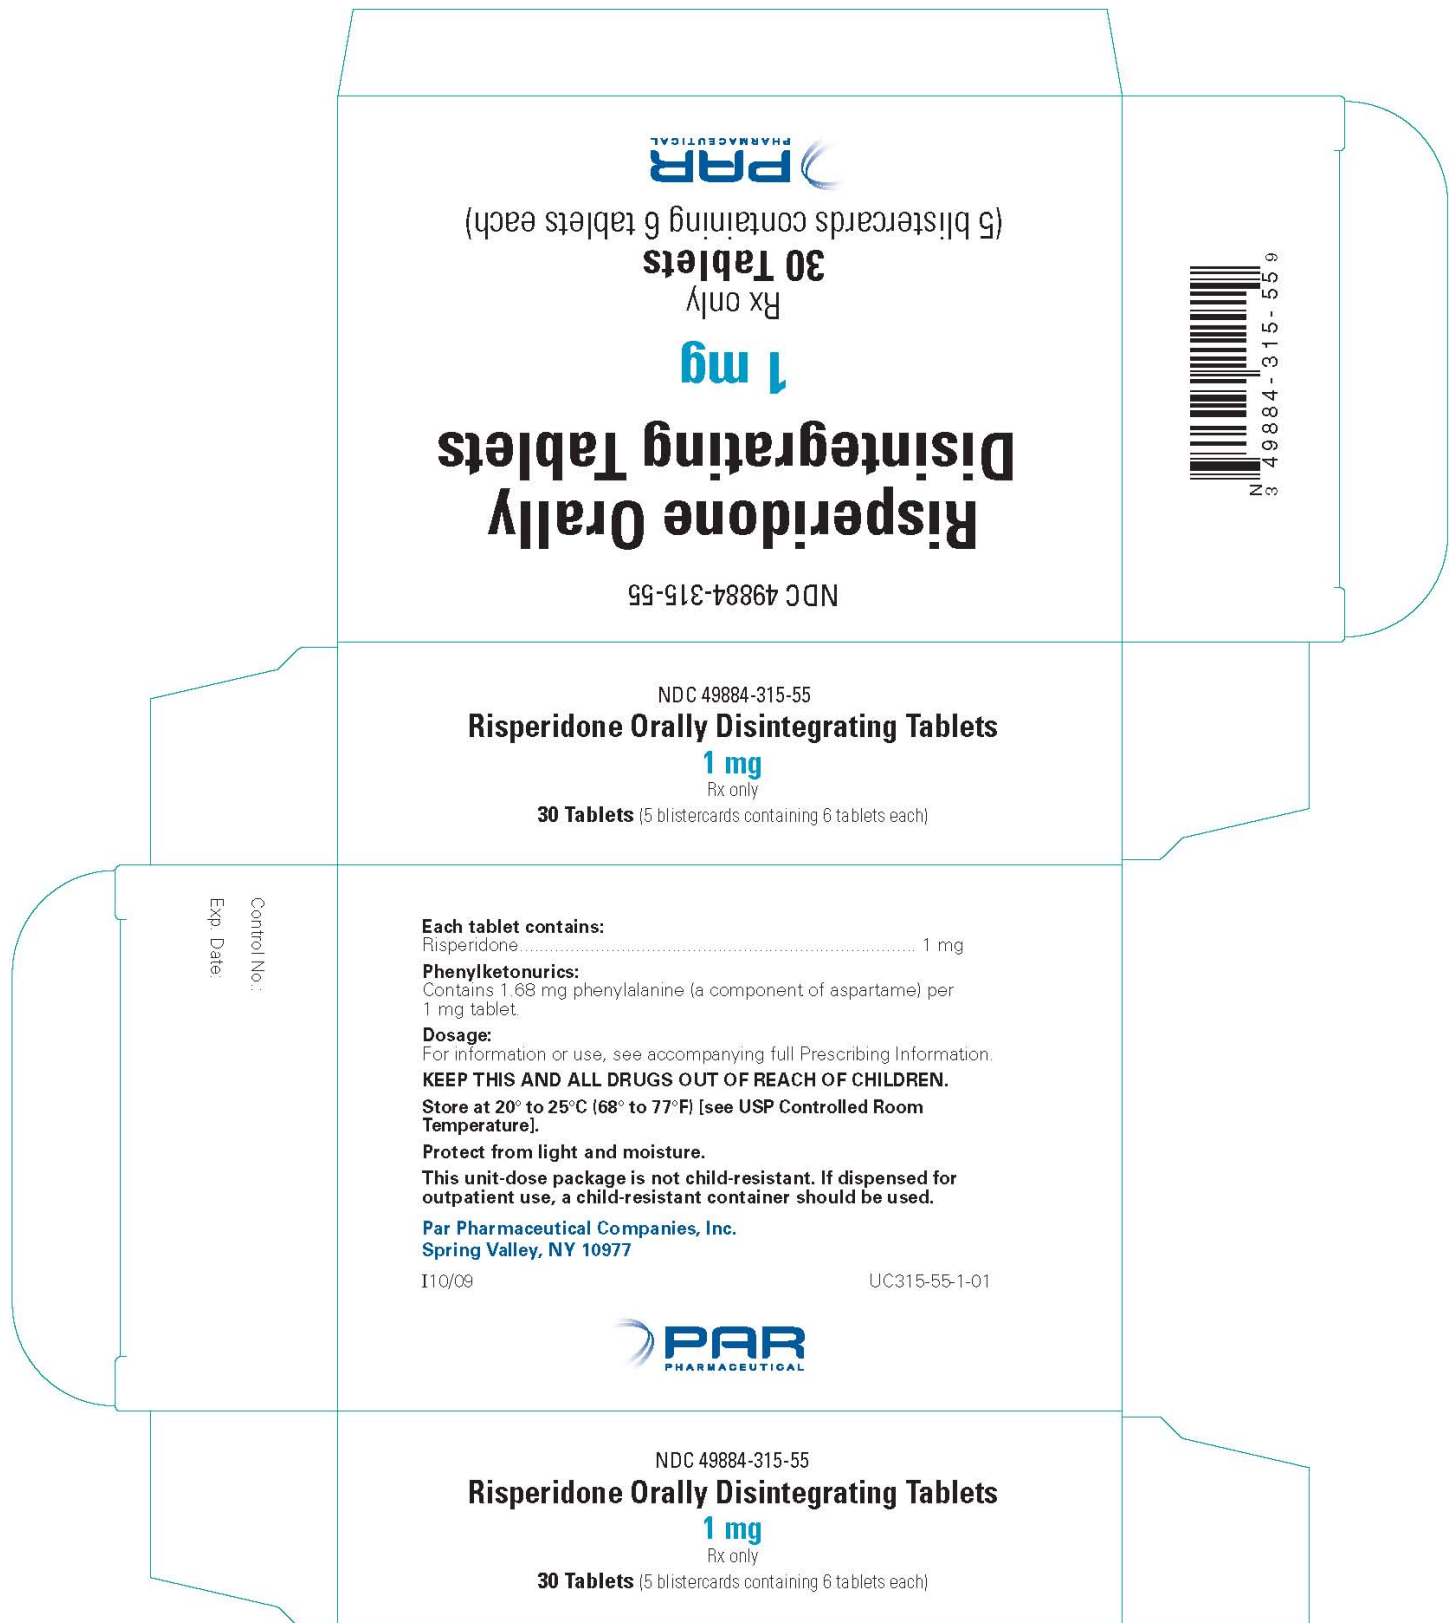 NDC 49884-315-55
Risperidone Orally
Disintegrating Tablets
1 mg
Rx only
30 Tablets
(5 blistercards containing 6 tablets each)
PAR
PHARMACEUTICAL
N
3 49884-315-55 9
NDC 49884-315-55
Risperidone Orally Disintegrating Tablets
1 mg
Rx only
30 Tablets (5 blistercards containing 6 tablets each)
Control No.:
Exp. Date:
Each tablet contains:
Risperidone.............................................................................. 1 mg
Phenylketonurics:
Contains 1.68 mg phenylalanine (a component of aspartame) per
1 mg tablet.
Dosage:
For information or use, see accompanying full Prescribing Information.
KEEP THIS AND ALL DRUGS OUT OF REACH OF CHILDREN.
Store at 20° to 25°C (68° to 77°F) [see USP Controlled Room
Temperature].
Protect from light and moisture.
This unit-dose package is not child-resistant. If dispensed for
outpatient use, a child-resistant container should be used.
Par Pharmaceutical Companies, Inc.
Spring Valley, NY 10977
I10/09 UC315-55-1-01
PAR
PHARMACEUTICAL
NDC 49884-315-55
Risperidone Orally Disintegrating Tablets
1 mg
Rx only
30 Tablets (5 blistercards containing 6 tablets each)